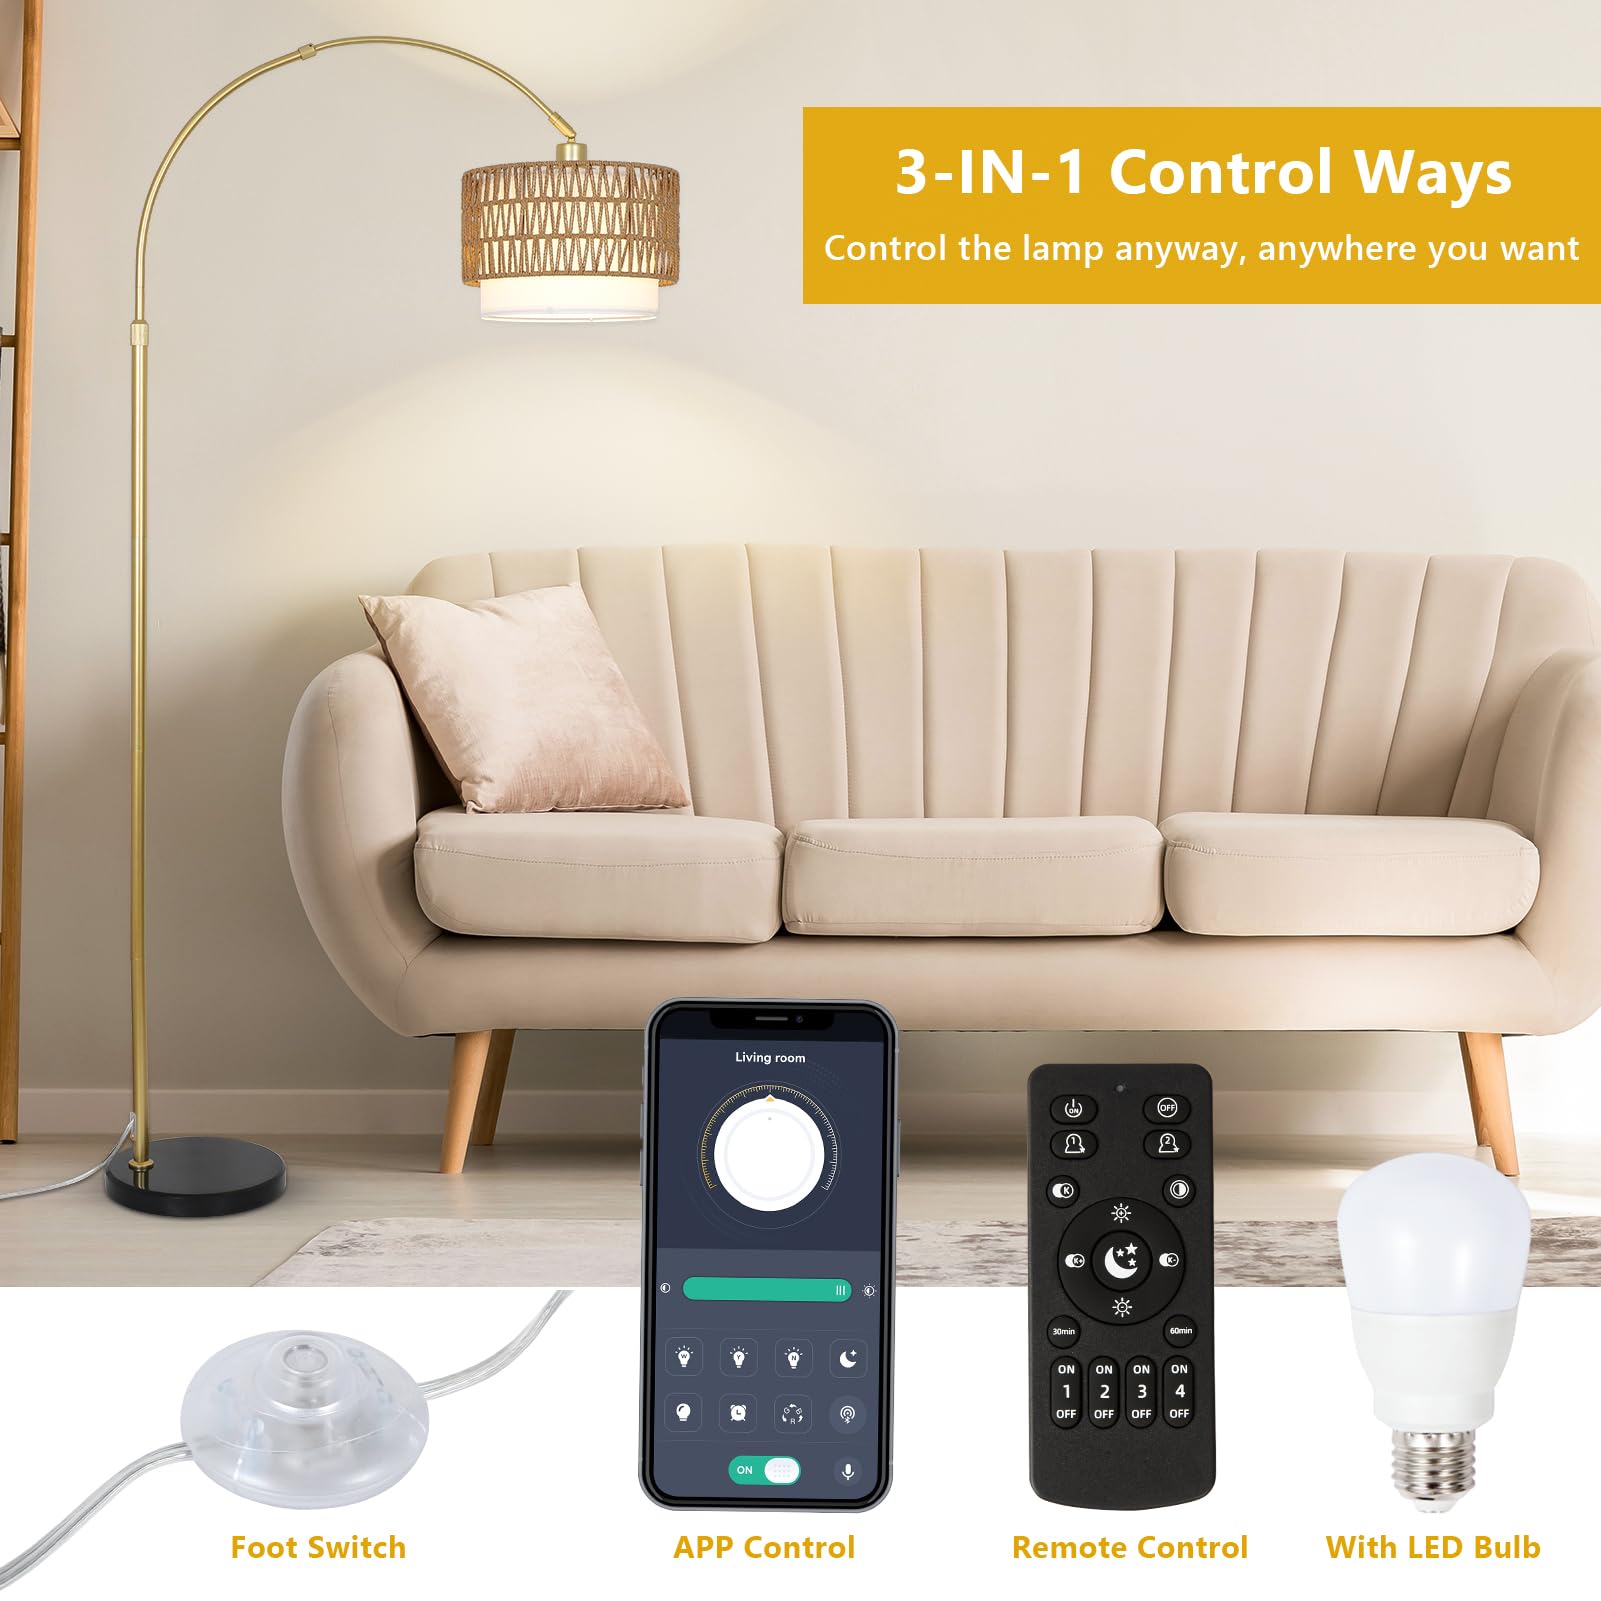 3-IN-1 Control Ways
Control the lamp anyway, anywhere you want
Living room
W
Y
N
G B
R
ON
ON
OFF
1
2
K
K+
K-
30min
60min
ON ON ON ON
1 2 3 4
OFF OFF OFF OFF
Foot Switch
APP Control
Remote Control
With LED Bulb